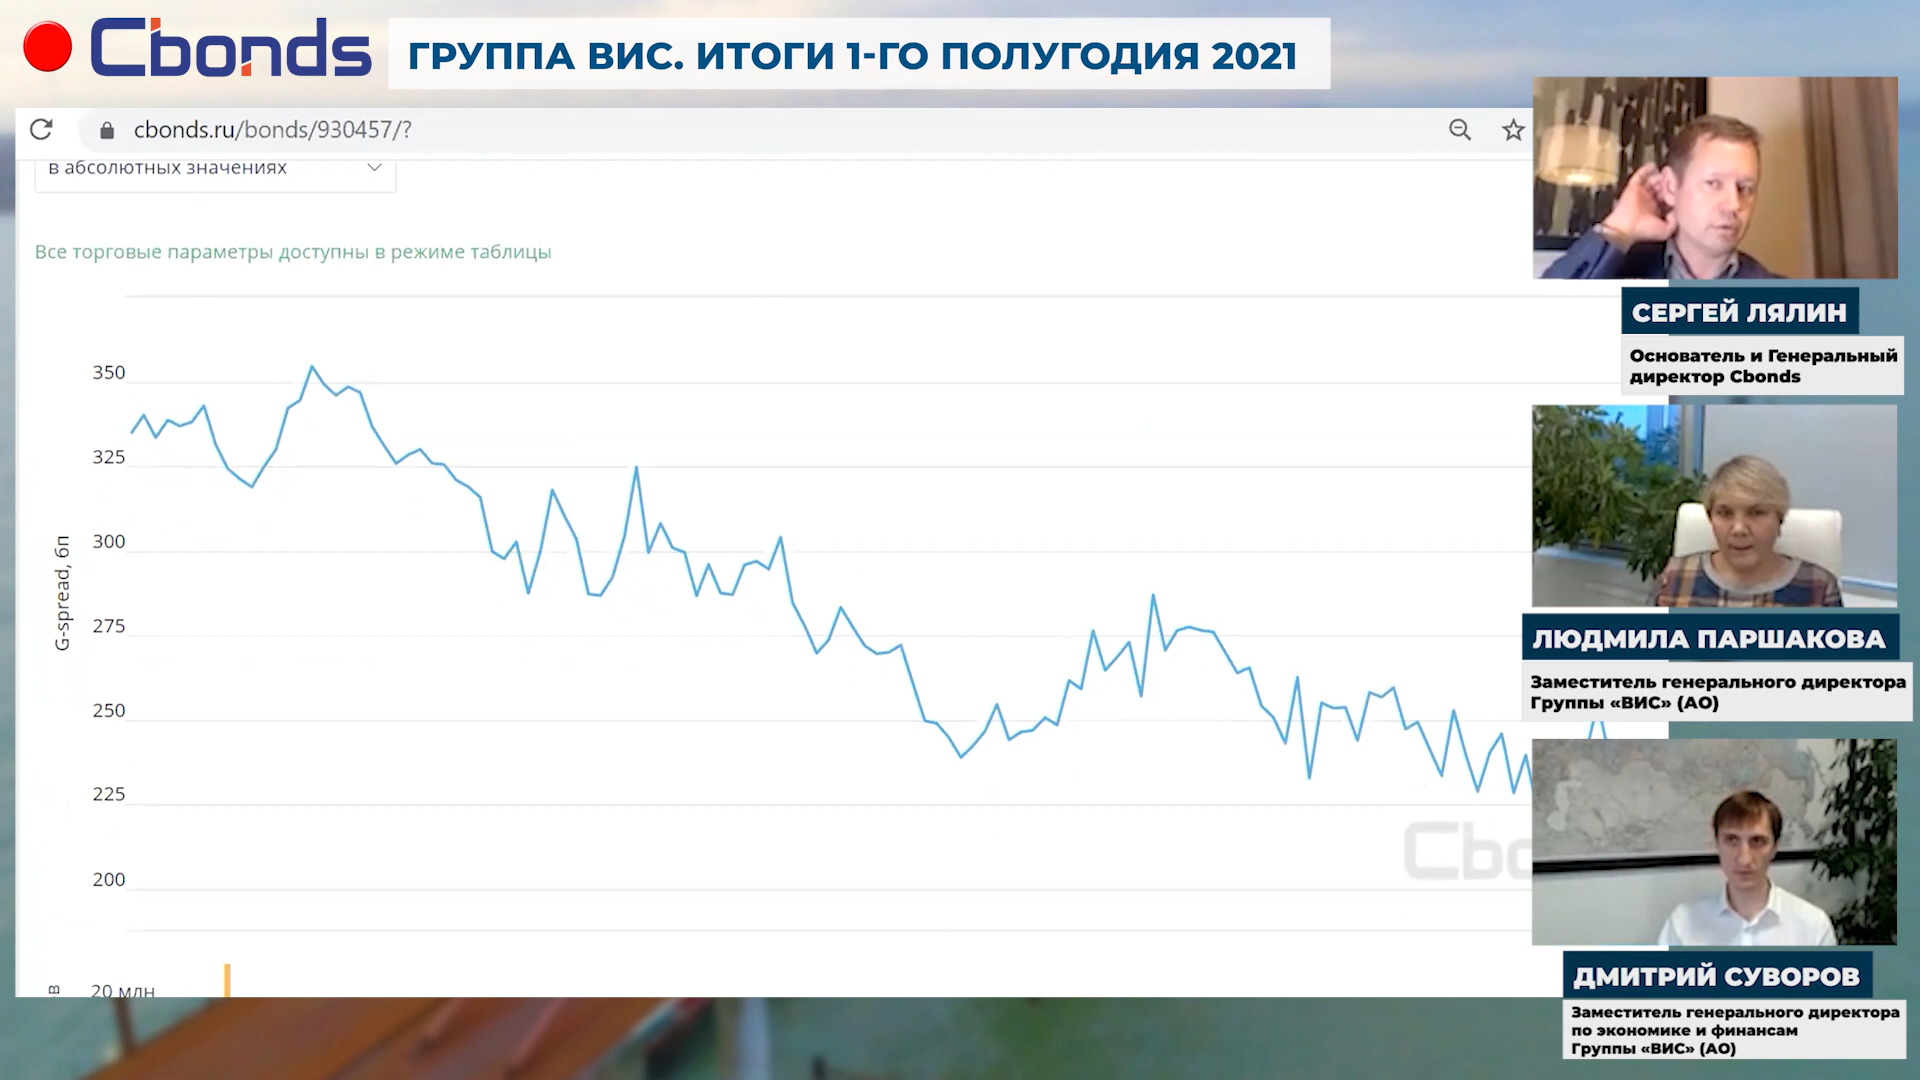 Cbonds
ГРУППА ВИС. ИТОГИ 1-ГО ПОЛУГОДИЯ 2021
cbonds.ru/bonds/930457/?
в абсолютных значениях
Все торговые параметры доступны в режиме таблицы
350
325
300
275
250
225
200
G-spread, бп
Cbo
в
20 млн
СЕРГЕЙ ЛЯЛИН
Основатель и Генеральный
директор Cbonds
ЛЮДМИЛА ПАРШАКОВА
Заместитель генерального директора
Группы «ВИС» (АО)
ДМИТРИЙ СУВОРОВ
Заместитель генерального директора
по экономике и финансам
Группы «ВИС» (АО)